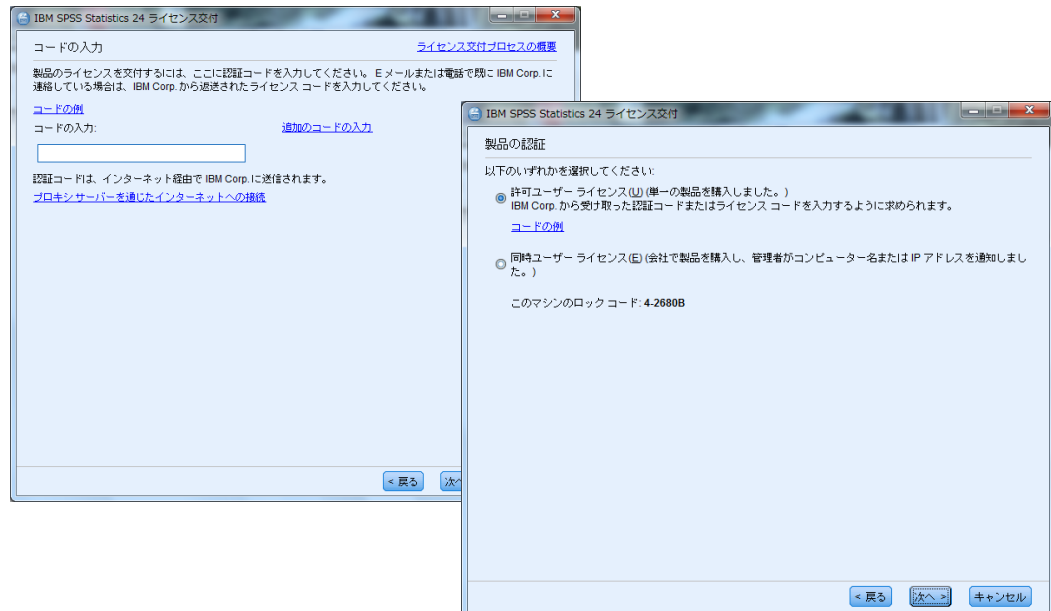 IBM SPSS Statistics 24 ライセンス交付
コードの入力
ライセンス交付プロセスの概要
製品のライセンスを交付するには、ここに認証コードを入力してください。 Eメールまたは電話で既に IBM Corp.に
連絡している場合は、IBM Corp.から返送されたライセンス コードを入力してください。
コードの例
コードの入力:
追加のコードの入力
認証コードは、インターネット経由で IBM Corp.に送信されます。
プロキシサーバーを通じたインターネットへの接続
< 戻る
次へ
IBM SPSS Statistics 24 ライセンス交付
製品の認証
以下のいずれかを選択してください:
許可ユーザー ライセンス(U) (単一の製品を購入しました。)
IBM Corp.から受け取った認証コードまたはライセンス コードを入力するように求められます。
コードの例
同時ユーザー ライセンス(E) (会社で製品を購入し、管理者がコンピューター名または IP アドレスを通知しまし
た。)
このマシンのロック コード: 4-2680B
< 戻る
次へ >
キャンセル